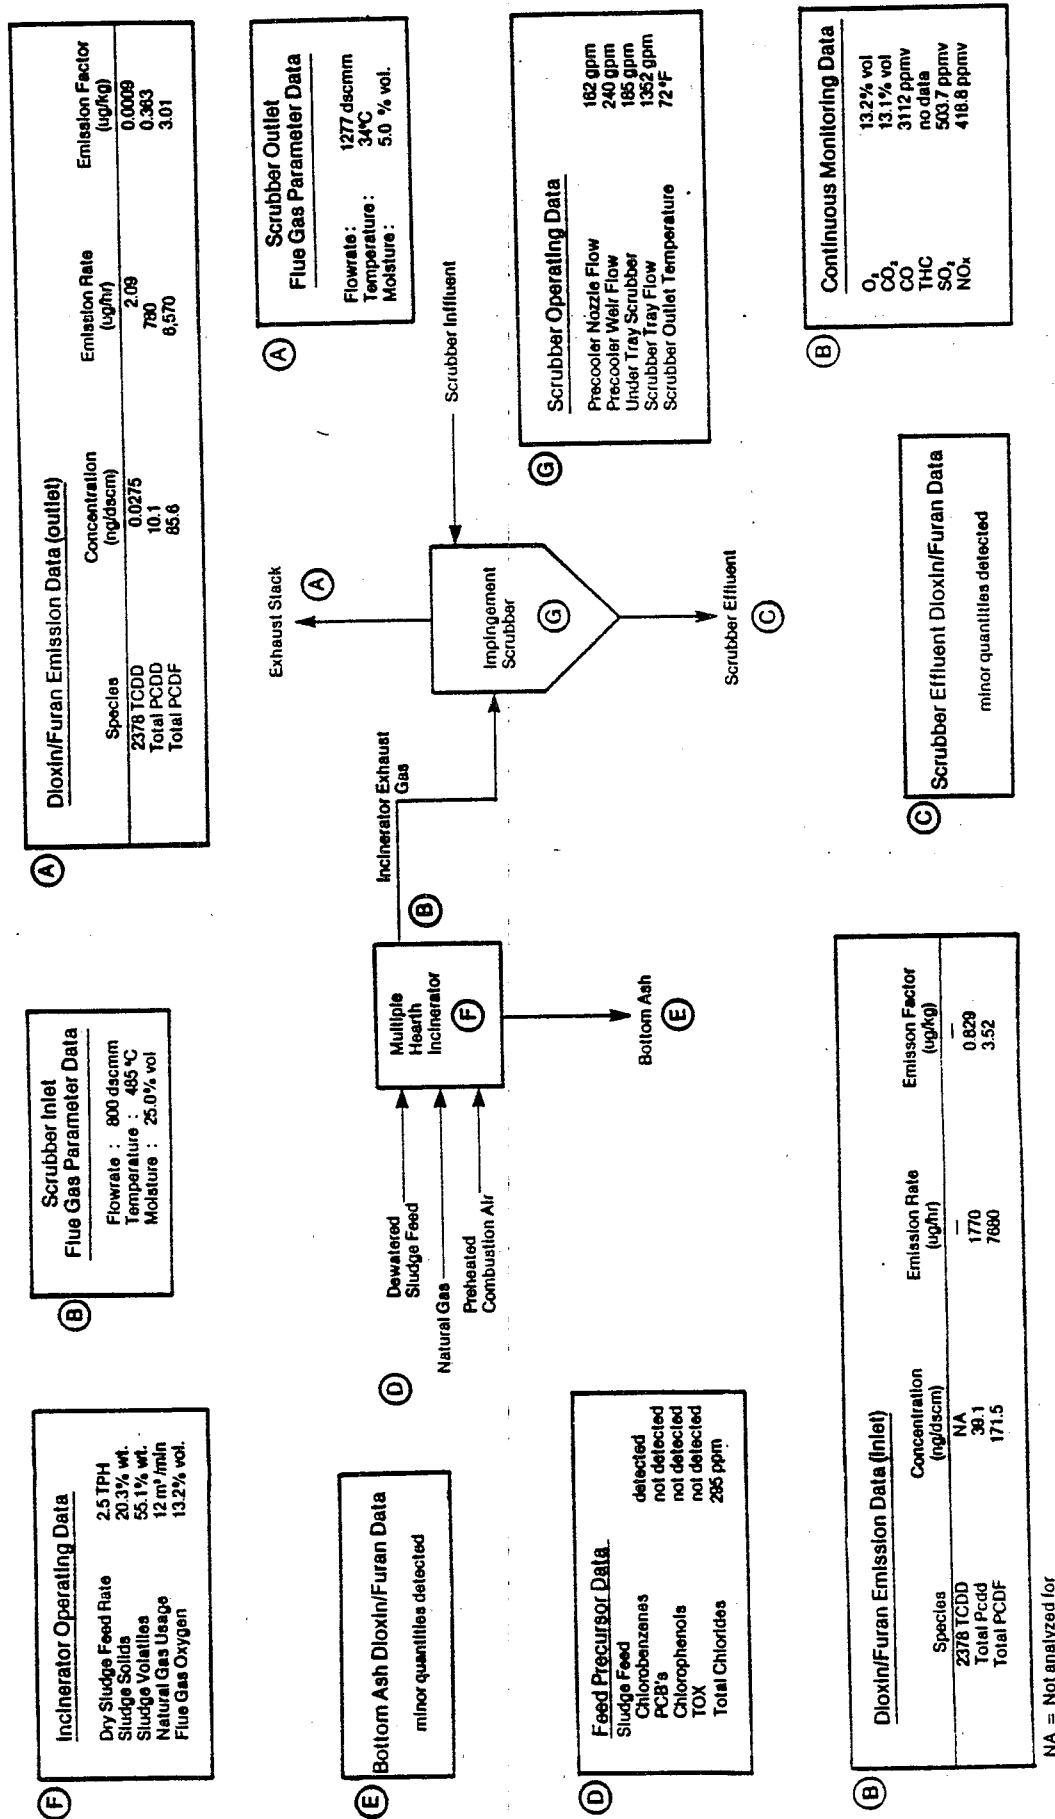 F
Incinerator Operating Data
Dry Sludge Feed Rate 2.5 TPH
Sludge Solids 20.3% wt.
Sludge Volatiles 55.1% wt.
Natural Gas Usage 12 m³/min
Flue Gas Oxygen 13.2% vol.
B
Scrubber Inlet
Flue Gas Parameter Data
Flowrate : 800 dscmm
Temperature : 485 °C
Moisture : 25.0% vol
A
Dioxin/Furan Emission Data (outlet)
Species Concentration (ng/dscm) Emission Rate (ug/hr) Emission Factor (ug/kg)
2378 TCDD 0.0275 2.09 0.0009
Total PCDD 10.1 780 0.363
Total PCDF 85.6 6,570 3.01
E
Bottom Ash Dioxin/Furan Data
minor quantities detected
D
Dewatered
Sludge Feed
Natural Gas
Preheated
Combustion Air
Multiple
Hearth
Incinerator
F
B
Incinerator Exhaust
Gas
Bottom Ash
E
Exhaust Stack
A
Impingement
Scrubber
G
Scrubber Influent
Scrubber Effluent
C
A
Scrubber Outlet
Flue Gas Parameter Data
Flowrate : 1277 dscmm
Temperature : 34°C
Moisture : 5.0 % vol.
D
Feed Precursor Data
Sludge Feed
Chlorobenzenes detected
PCB's not detected
Chlorophenols not detected
TOX not detected
Total Chlorides 295 ppm
G
Scrubber Operating Data
Precooler Nozzle Flow 162 gpm
Precooler Weir Flow 240 gpm
Under Tray Scrubber 185 gpm
Scrubber Tray Flow 1352 gpm
Scrubber Outlet Temperature 72 °F
B
Dioxin/Furan Emission Data (Inlet)
Species Concentration (ng/dscm) Emission Rate (ug/hr) Emisson Factor (ug/kg)
2378 TCDD NA — —
Total Pcdd 39.1 1770 0.829
Total PCDF 171.5 7680 3.52
NA = Not analyzed for
C
Scrubber Effluent Dioxin/Furan Data
minor quantities detected
B
Continuous Monitoring Data
O₂ 13.2% vol
CO₂ 13.1% vol
CO 3112 ppmv
THC no data
SO₂ 503.7 ppmv
NOx 418.8 ppmv